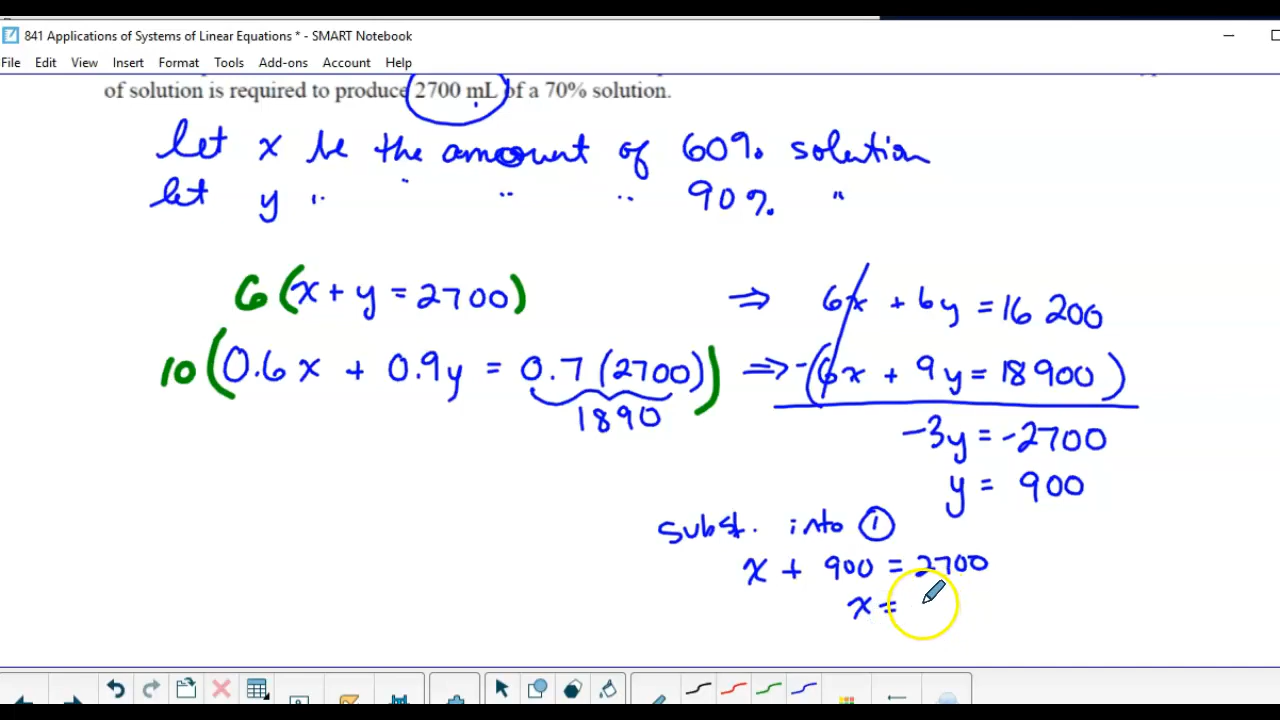 841 Applications of Systems of Linear Equations * - SMART Notebook
File Edit View Insert Format Tools Add-ons Account Help
of solution is required to produce 2700 mL of a 70% solution.
let x be the amount of 60% solution
let y " " " " 90% "
6(x + y = 2700) ⇒ 6x + 6y = 16 200
10(0.6x + 0.9y = 0.7(2700)) ⇒ -(6x + 9y = 18900)
1890
-3y = -2700
y = 900
subst. into ①
x + 900 = 2700
x =